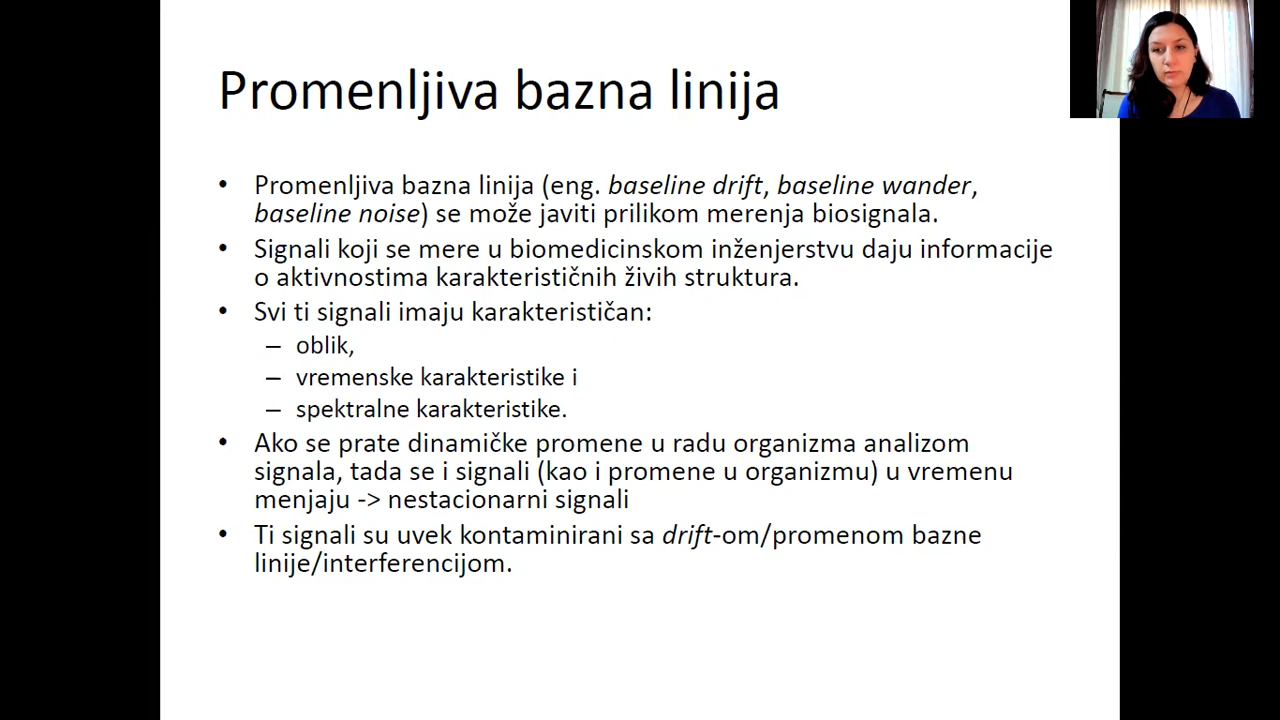 Promenljiva bazna linija
• Promenljiva bazna linija (eng. baseline drift, baseline wander,
baseline noise) se može javiti prilikom merenja biosignala.
• Signali koji se mere u biomedicinskom inženjerstvu daju informacije
o aktivnostima karakterističnih živih struktura.
• Svi ti signali imaju karakterističan:
– oblik,
– vremenske karakteristike i
– spektralne karakteristike.
• Ako se prate dinamičke promene u radu organizma analizom
signala, tada se i signali (kao i promene u organizmu) u vremenu
menjaju -> nestacionarni signali
• Ti signali su uvek kontaminirani sa drift-om/promenom bazne
linije/interferencijom.